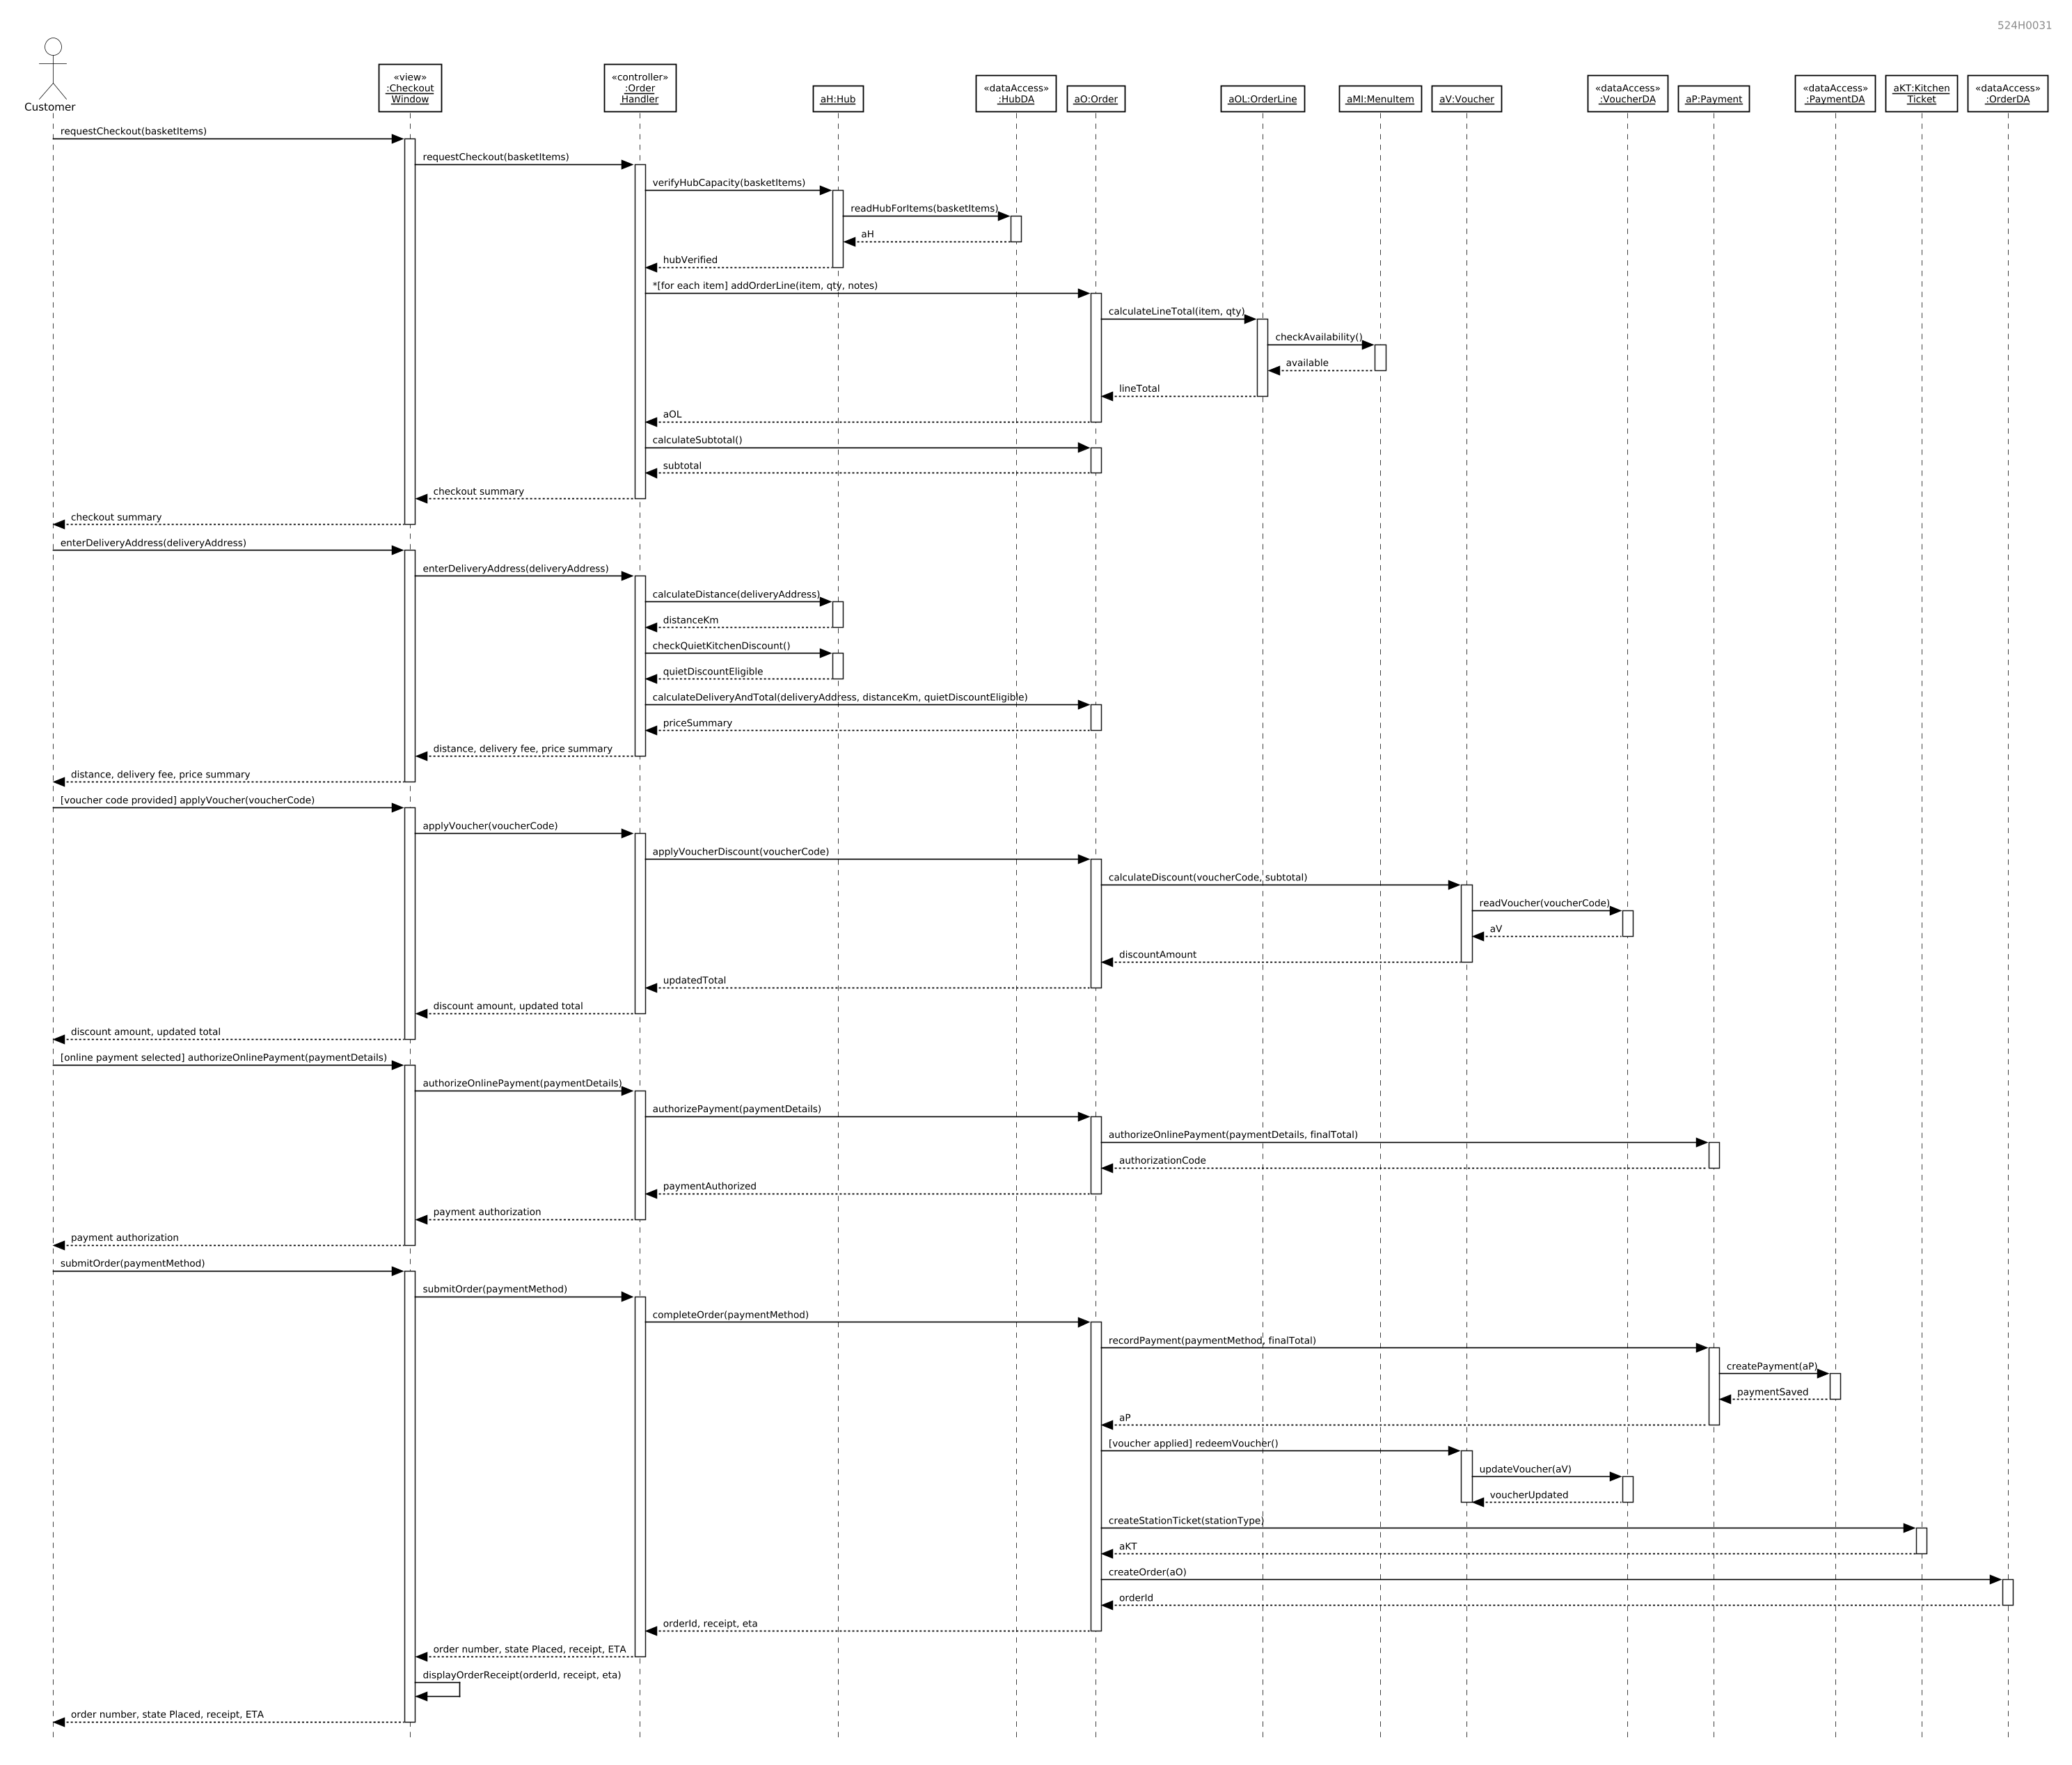 524H0031
Customer
«view»
:Checkout
Window
«controller»
:Order
Handler
aH:Hub
«dataAccess»
:HubDA
aO:Order
aOL:OrderLine
aMI:MenuItem
aV:Voucher
«dataAccess»
:VoucherDA
aP:Payment
«dataAccess»
:PaymentDA
aKT:Kitchen
Ticket
«dataAccess»
:OrderDA
requestCheckout(basketItems)
requestCheckout(basketItems)
verifyHubCapacity(basketItems)
readHubForItems(basketItems)
aH
hubVerified
*[for each item] addOrderLine(item, qty, notes)
calculateLineTotal(item, qty)
checkAvailability()
available
lineTotal
aOL
calculateSubtotal()
subtotal
checkout summary
checkout summary
enterDeliveryAddress(deliveryAddress)
enterDeliveryAddress(deliveryAddress)
calculateDistance(deliveryAddress)
distanceKm
checkQuietKitchenDiscount()
quietDiscountEligible
calculateDeliveryAndTotal(deliveryAddress, distanceKm, quietDiscountEligible)
priceSummary
distance, delivery fee, price summary
distance, delivery fee, price summary
[voucher code provided] applyVoucher(voucherCode)
applyVoucher(voucherCode)
applyVoucherDiscount(voucherCode)
calculateDiscount(voucherCode, subtotal)
readVoucher(voucherCode)
aV
discountAmount
updatedTotal
discount amount, updated total
discount amount, updated total
[online payment selected] authorizeOnlinePayment(paymentDetails)
authorizeOnlinePayment(paymentDetails)
authorizePayment(paymentDetails)
authorizeOnlinePayment(paymentDetails, finalTotal)
authorizationCode
paymentAuthorized
payment authorization
payment authorization
submitOrder(paymentMethod)
submitOrder(paymentMethod)
completeOrder(paymentMethod)
recordPayment(paymentMethod, finalTotal)
createPayment(aP)
paymentSaved
aP
[voucher applied] redeemVoucher()
updateVoucher(aV)
voucherUpdated
createStationTicket(stationType)
aKT
createOrder(aO)
orderId
orderId, receipt, eta
order number, state Placed, receipt, ETA
displayOrderReceipt(orderId, receipt, eta)
order number, state Placed, receipt, ETA